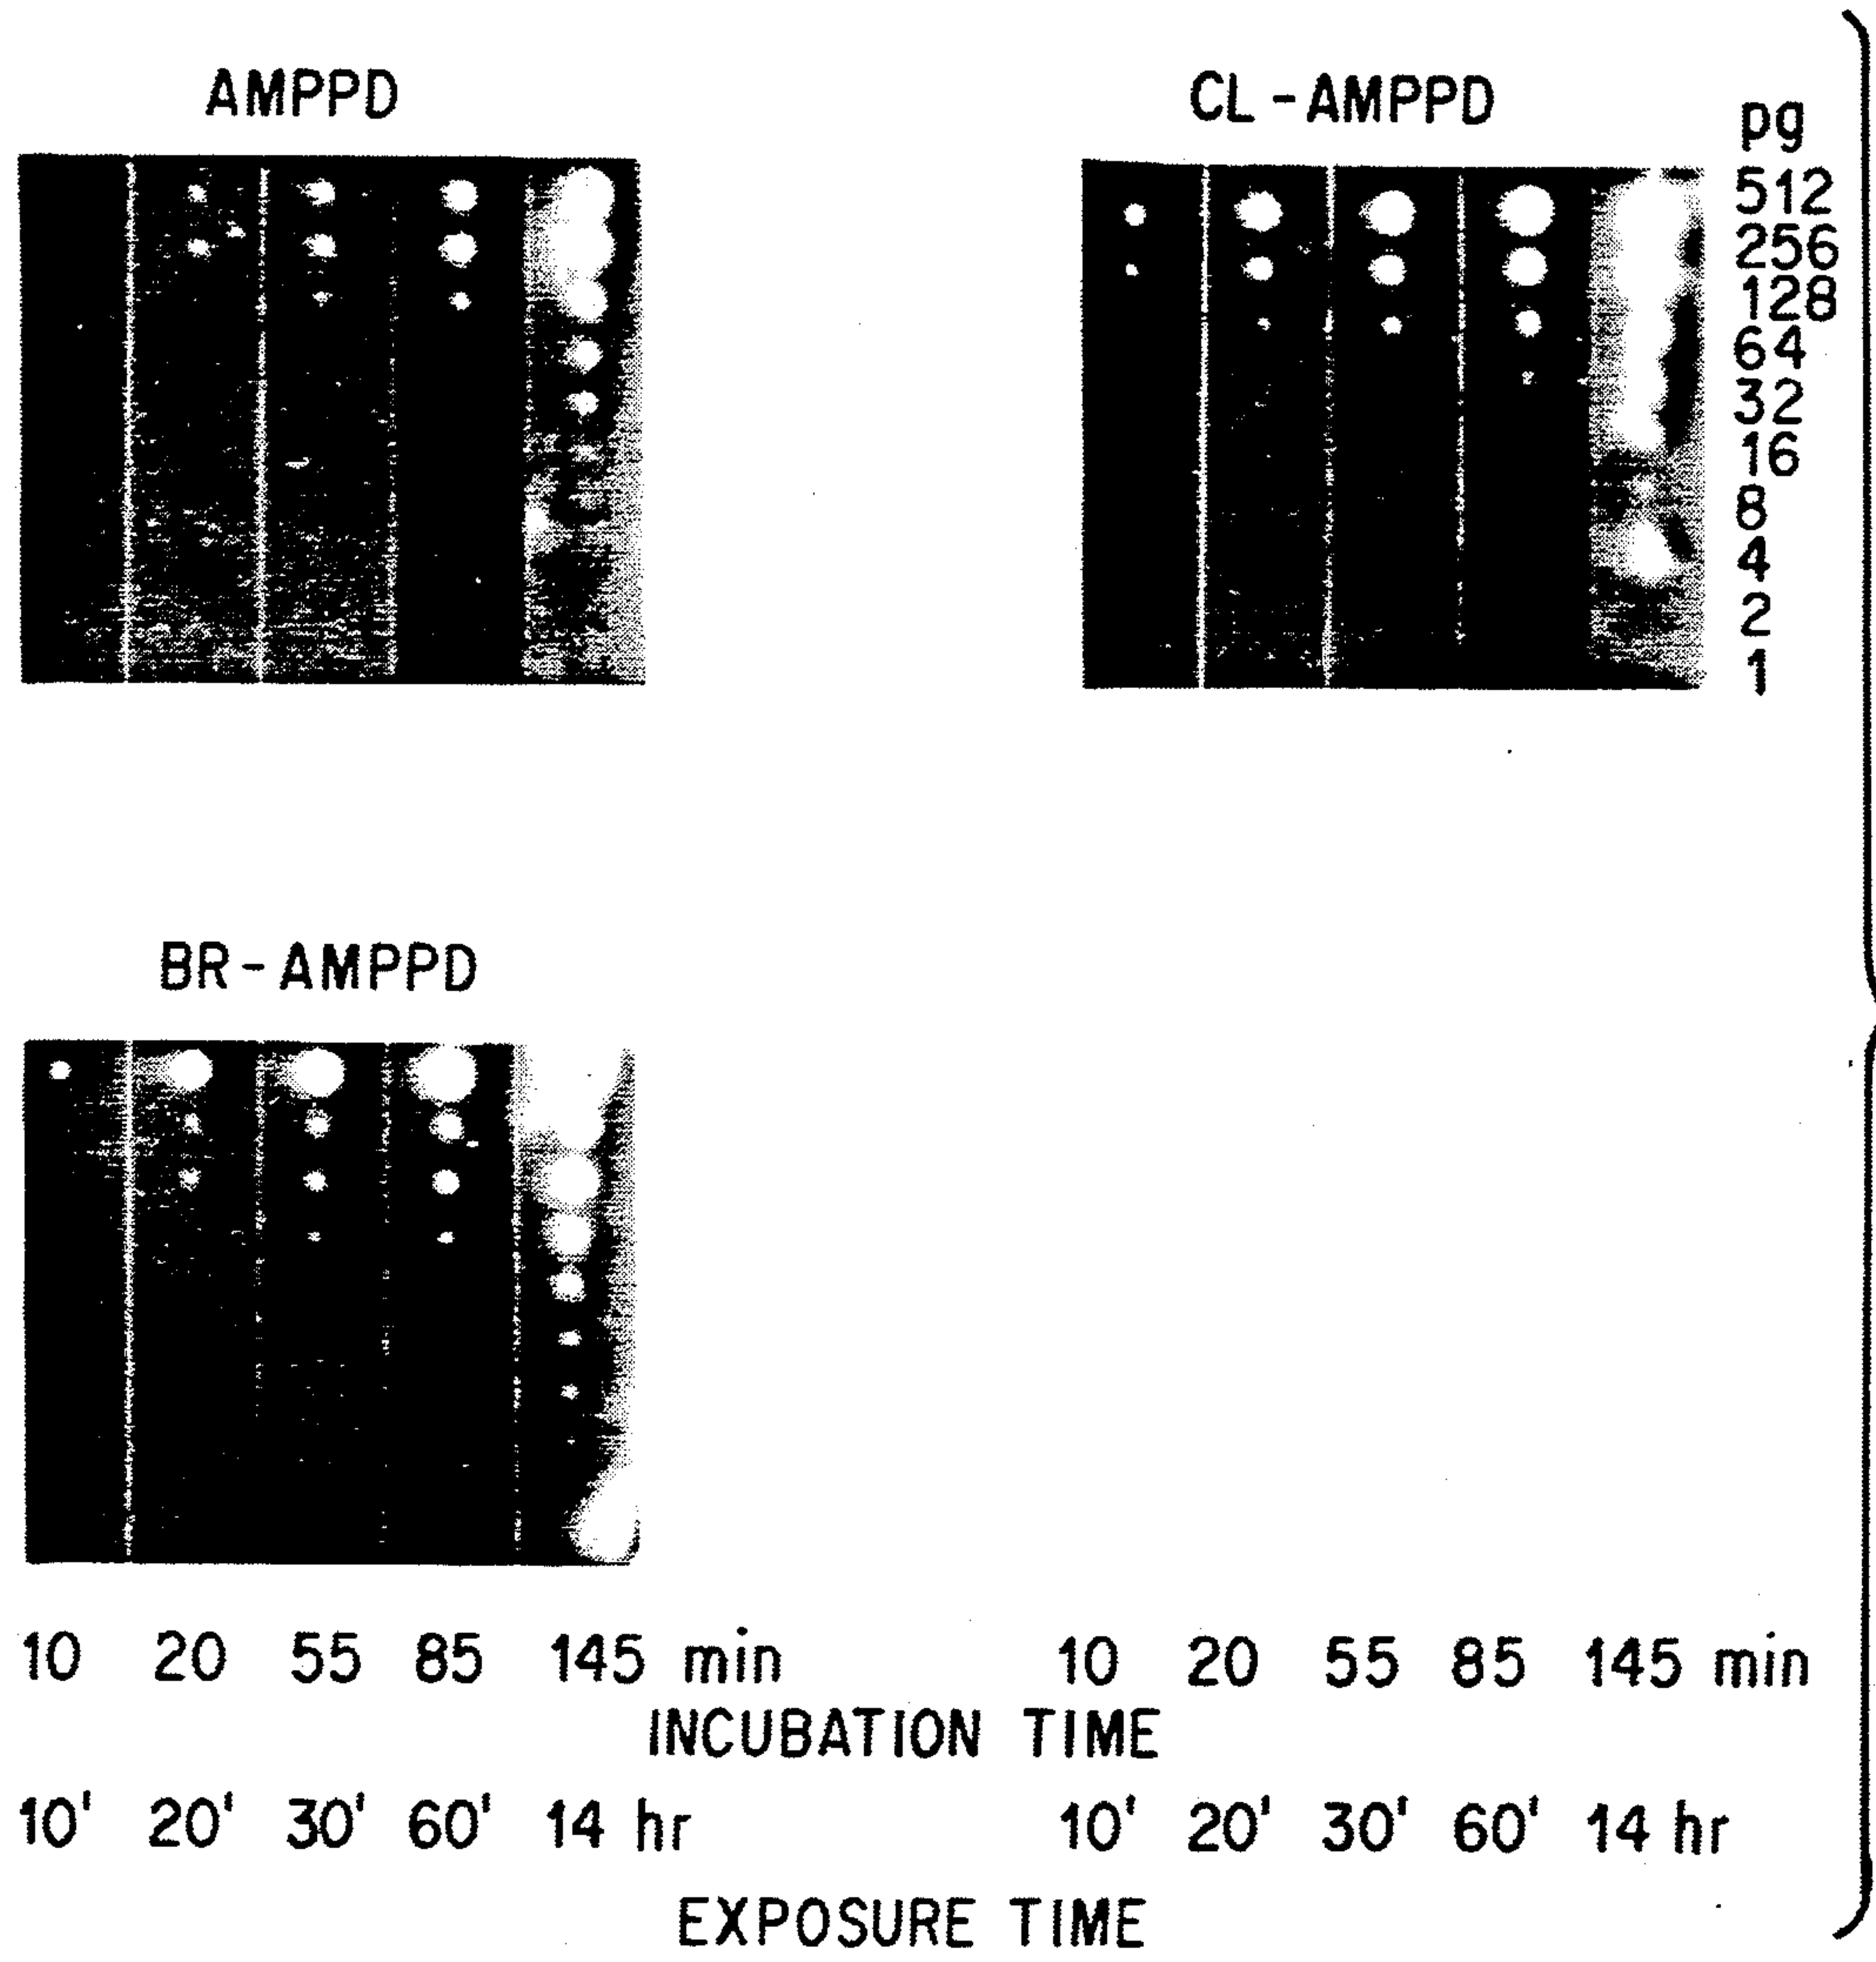 AMPPD
CL-AMPPD
pg
512
256
128
64
32
16
8
4
2
1
BR-AMPPD
10 20 55 85 145 min 10 20 55 85 145 min
INCUBATION TIME
10' 20' 30' 60' 14 hr 10' 20' 30' 60' 14 hr
EXPOSURE TIME